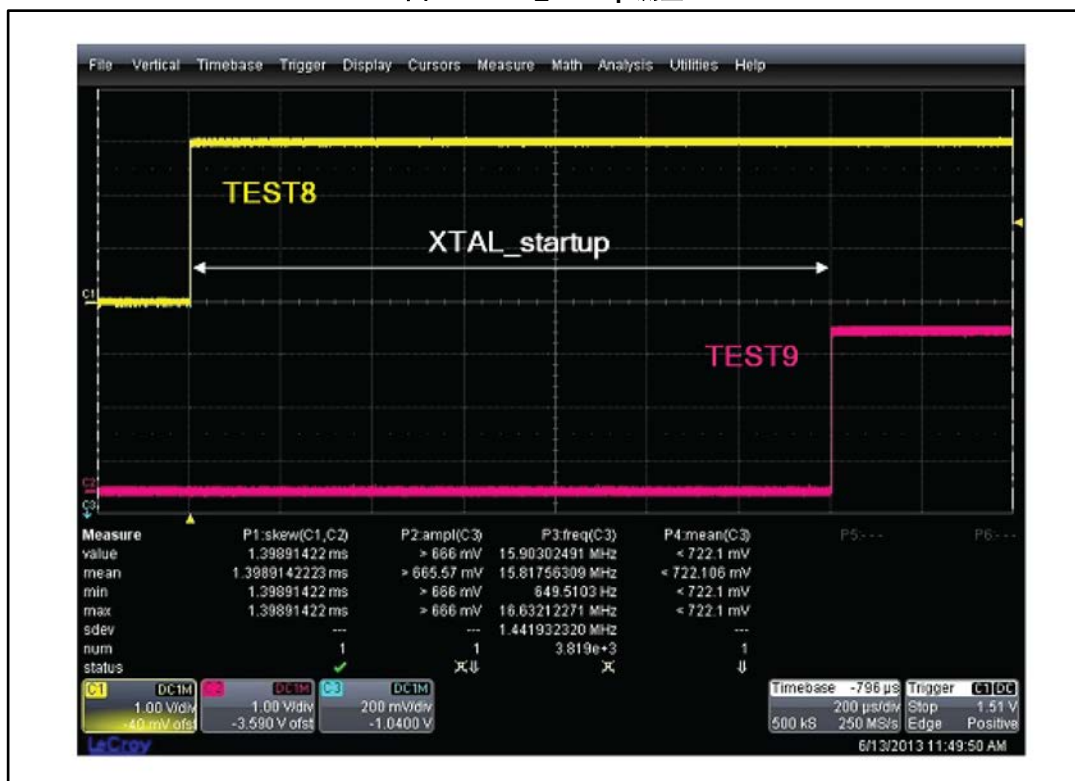 File Vertical Timebase Trigger Display Cursors Measure Math Analysis Utilities Help
TEST8
XTAL_startup
C1
TEST9
C2
C3
Measure P1:skew(C1,C2) P2:ampl(C3) P3:freq(C3) P4:mean(C3) P5:--- P6:---
value 1.39891422 ms > 666 mV 15.90302491 MHz < 722.1 mV
mean 1.3989142223 ms > 665.57 mV 15.81756309 MHz < 722.106 mV
min 1.39891422 ms > 666 mV 649.5103 Hz < 722.1 mV
max 1.39891422 ms > 666 mV 16.63212271 MHz < 722.1 mV
sdev --- --- 1.441932320 MHz ---
num 1 1 3.819e+3 1
status
C1 DC1M C2 DC1M C3 DC1M Timebase -796 µs Trigger C1 DC
1.00 V/div 1.00 V/div 200 mV/div 200 µs/div Stop 1.51 V
-40 mV ofst -3.590 V ofst -1.0400 V 500 kS 250 MS/s Edge Positive
LeCroy 6/13/2013 11:49:50 AM